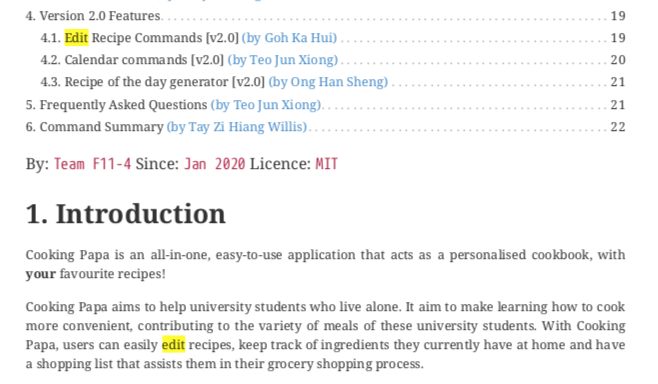 4. Version 2.0 Features. . . . . . . . . . . . . . . . . . . . . . . . . . . . . . . . . . . . . . . . 19
4.1. Edit Recipe Commands [v2.0] (by Goh Ka Hui) . . . . . . . . . . . . . . . . . . . . 19
4.2. Calendar commands [v2.0] (by Teo Jun Xiong) . . . . . . . . . . . . . . . . . . . . 20
4.3. Recipe of the day generator [v2.0] (by Ong Han Sheng) . . . . . . . . . . . . . . . 21
5. Frequently Asked Questions (by Teo Jun Xiong). . . . . . . . . . . . . . . . . . . . . 21
6. Command Summary (by Tay Zi Hiang Willis) . . . . . . . . . . . . . . . . . . . . . . . 22
By: Team F11-4 Since: Jan 2020 Licence: MIT
1. Introduction
Cooking Papa is an all-in-one, easy-to-use application that acts as a personalised cookbook, with
your favourite recipes!
Cooking Papa aims to help university students who live alone. It aim to make learning how to cook
more convenient, contributing to the variety of meals of these university students. With Cooking
Papa, users can easily edit recipes, keep track of ingredients they currently have at home and have
a shopping list that assists them in their grocery shopping process.